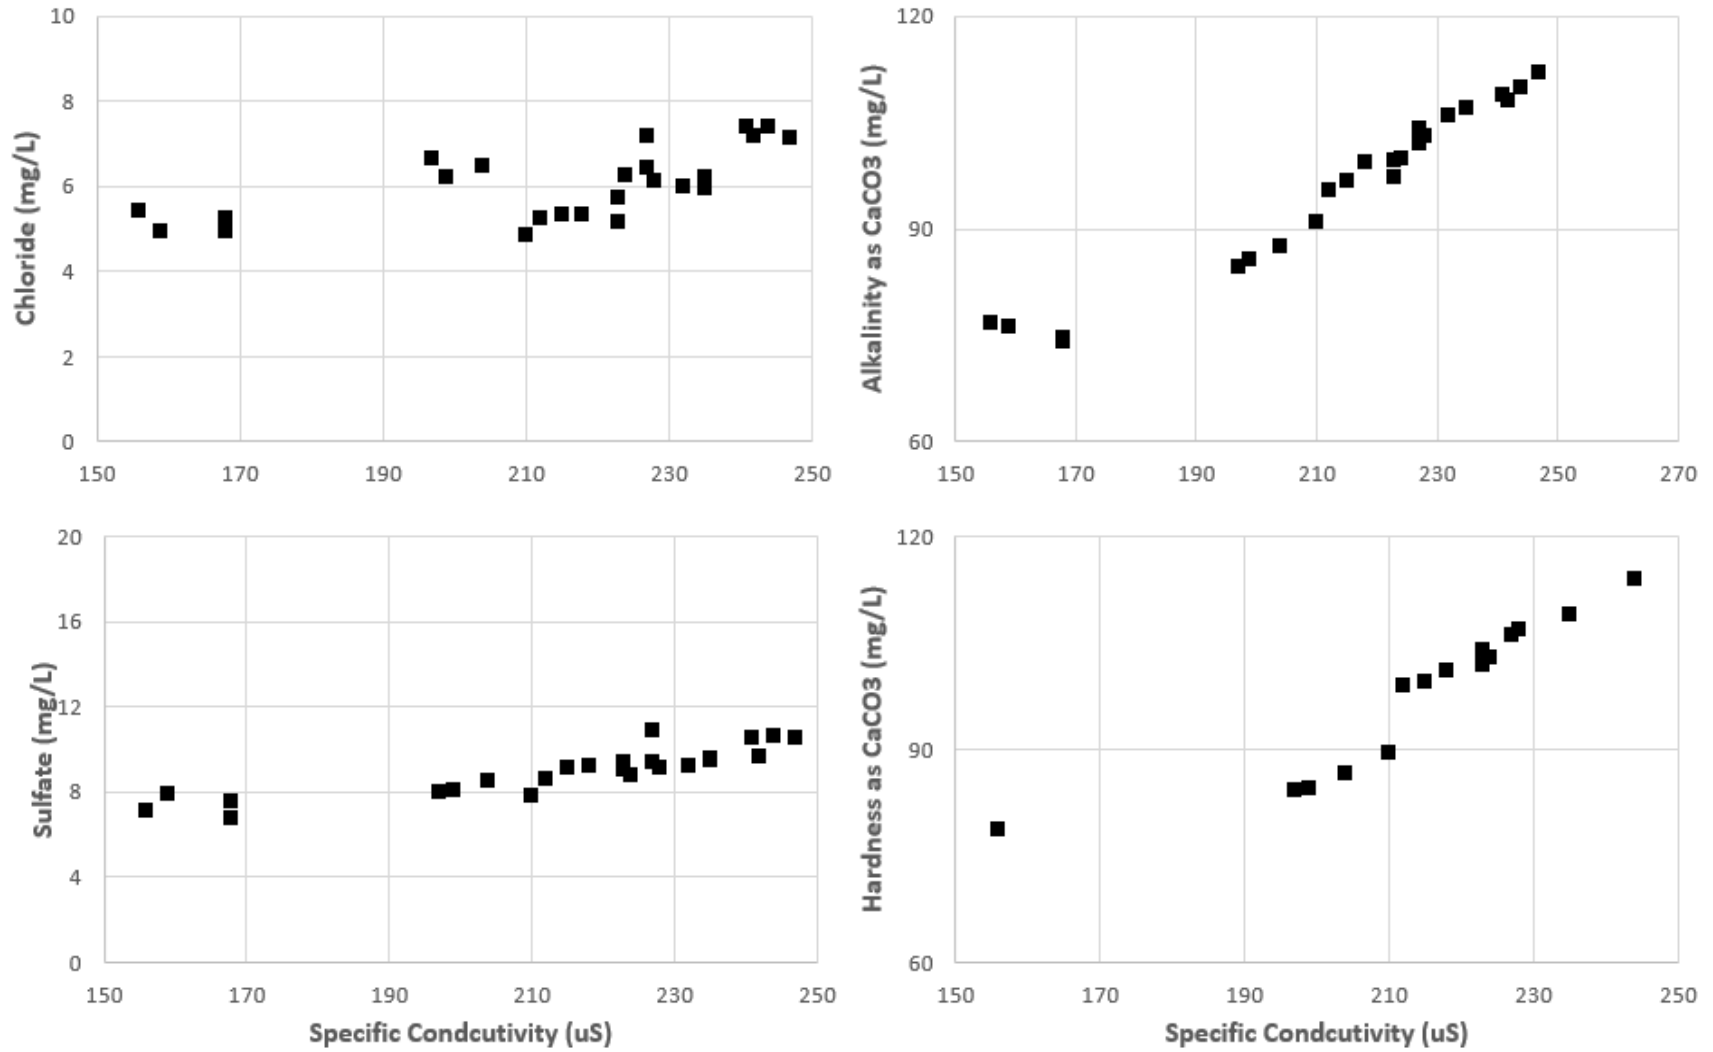 Chloride (mg/L)
10
8
6
4
2
0
150 170 190 210 230 250
Alkalinity as CaCO3 (mg/L)
120
90
60
150 170 190 210 230 250 270
Sulfate (mg/L)
20
16
12
8
4
0
150 170 190 210 230 250
Specific Condcutivity (uS)
Hardness as CaCO3 (mg/L)
120
90
60
150 170 190 210 230 250
Specific Condcutivity (uS)